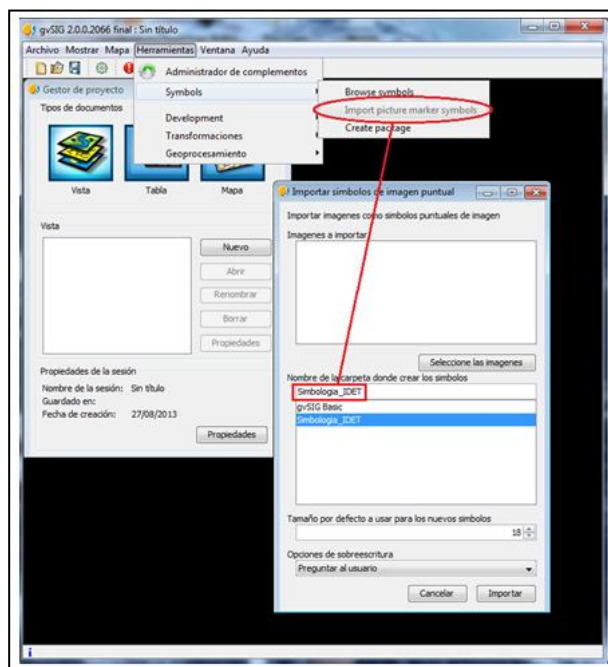 gvSIG 2.0.0.2066 final : Sin título
Archivo Mostrar Mapa Herramientas Ventana Ayuda
Administrador de complementos
Symbols
Development
Transformaciones
Geoprocesamiento
Browse symbols
Import picture marker symbols
Create package
Gestor de proyecto
Tipos de documentos
Vista Tabla Mapa
Vista
Nuevo
Abrir
Renombrar
Borrar
Propiedades
Propiedades de la sesión
Nombre de la sesión: Sin título
Guardado en:
Fecha de creación: 27/08/2013
Propiedades
Importar simbolos de imagen puntual
Importar imagenes como simbolos puntuales de imagen
Imagenes a importar
Seleccione las imagenes
Nombre de la carpeta donde crear los simbolos
Simbologia_IDET
gvSIG Basic
Simbologia_IDET
Tamaño por defecto a usar para los nuevos simbolos
18
Opciones de sobreescritura
Preguntar al usuario
Cancelar Importar